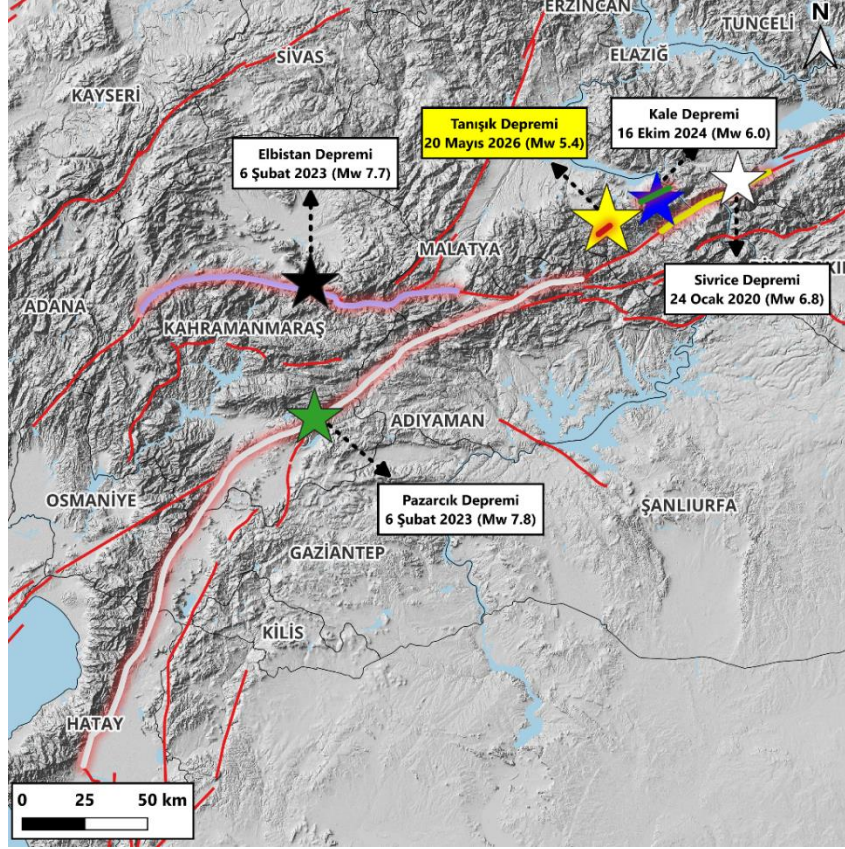 ERZİNCAN
N
TUNCELİ
SİVAS
ELAZIĞ
KAYSERİ
Tanışık Depremi
20 Mayıs 2026 (Mw 5.4)
Kale Depremi
16 Ekim 2024 (Mw 6.0)
Elbistan Depremi
6 Şubat 2023 (Mw 7.7)
MALATYA
Sivrice Depremi
24 Ocak 2020 (Mw 6.8)
ADANA
KAHRAMANMARAŞ
ADIYAMAN
OSMANİYE
Pazarcık Depremi
6 Şubat 2023 (Mw 7.8)
ŞANLIURFA
GAZİANTEP
KİLİS
HATAY
0 25 50 km